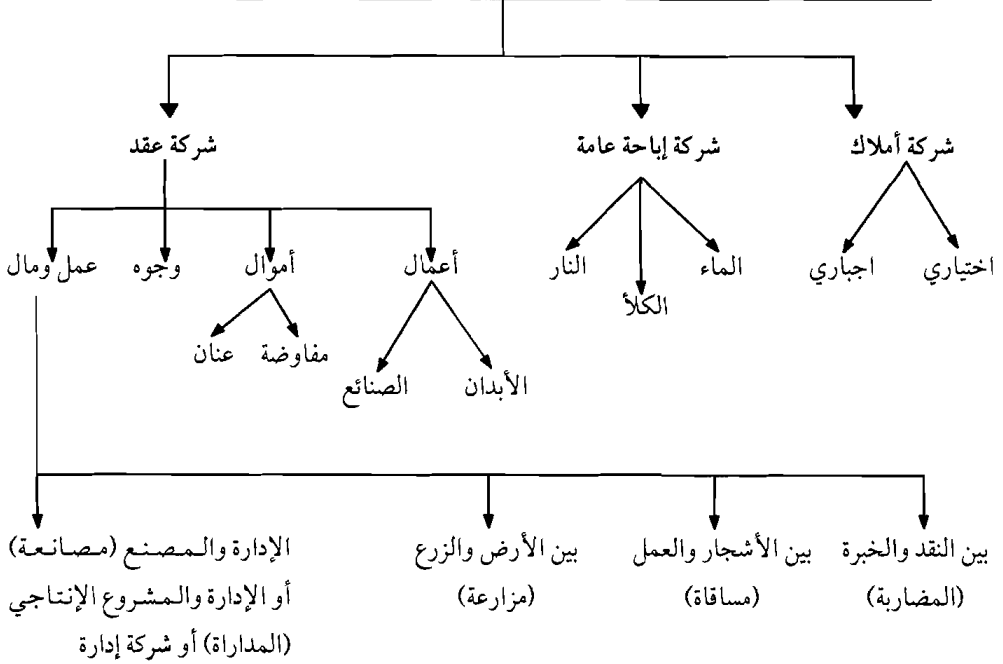 شركة أملاك
شركة إباحة عامة
شركة عقد
اختياري
اجباري
الماء
الكلأ
النار
أعمال
أموال
وجوه
عمل ومال
الأبدان
الصنائع
مفاوضة
عنان
بين النقد والخبرة
(المضاربة)
بين الأشجار والعمل
(مساقاة)
بين الأرض والزرع
(مزارعة)
الإدارة والمصنع (مصانعة)
أو الإدارة والمشروع الإنتاجي
(المداراة) أو شركة إدارة